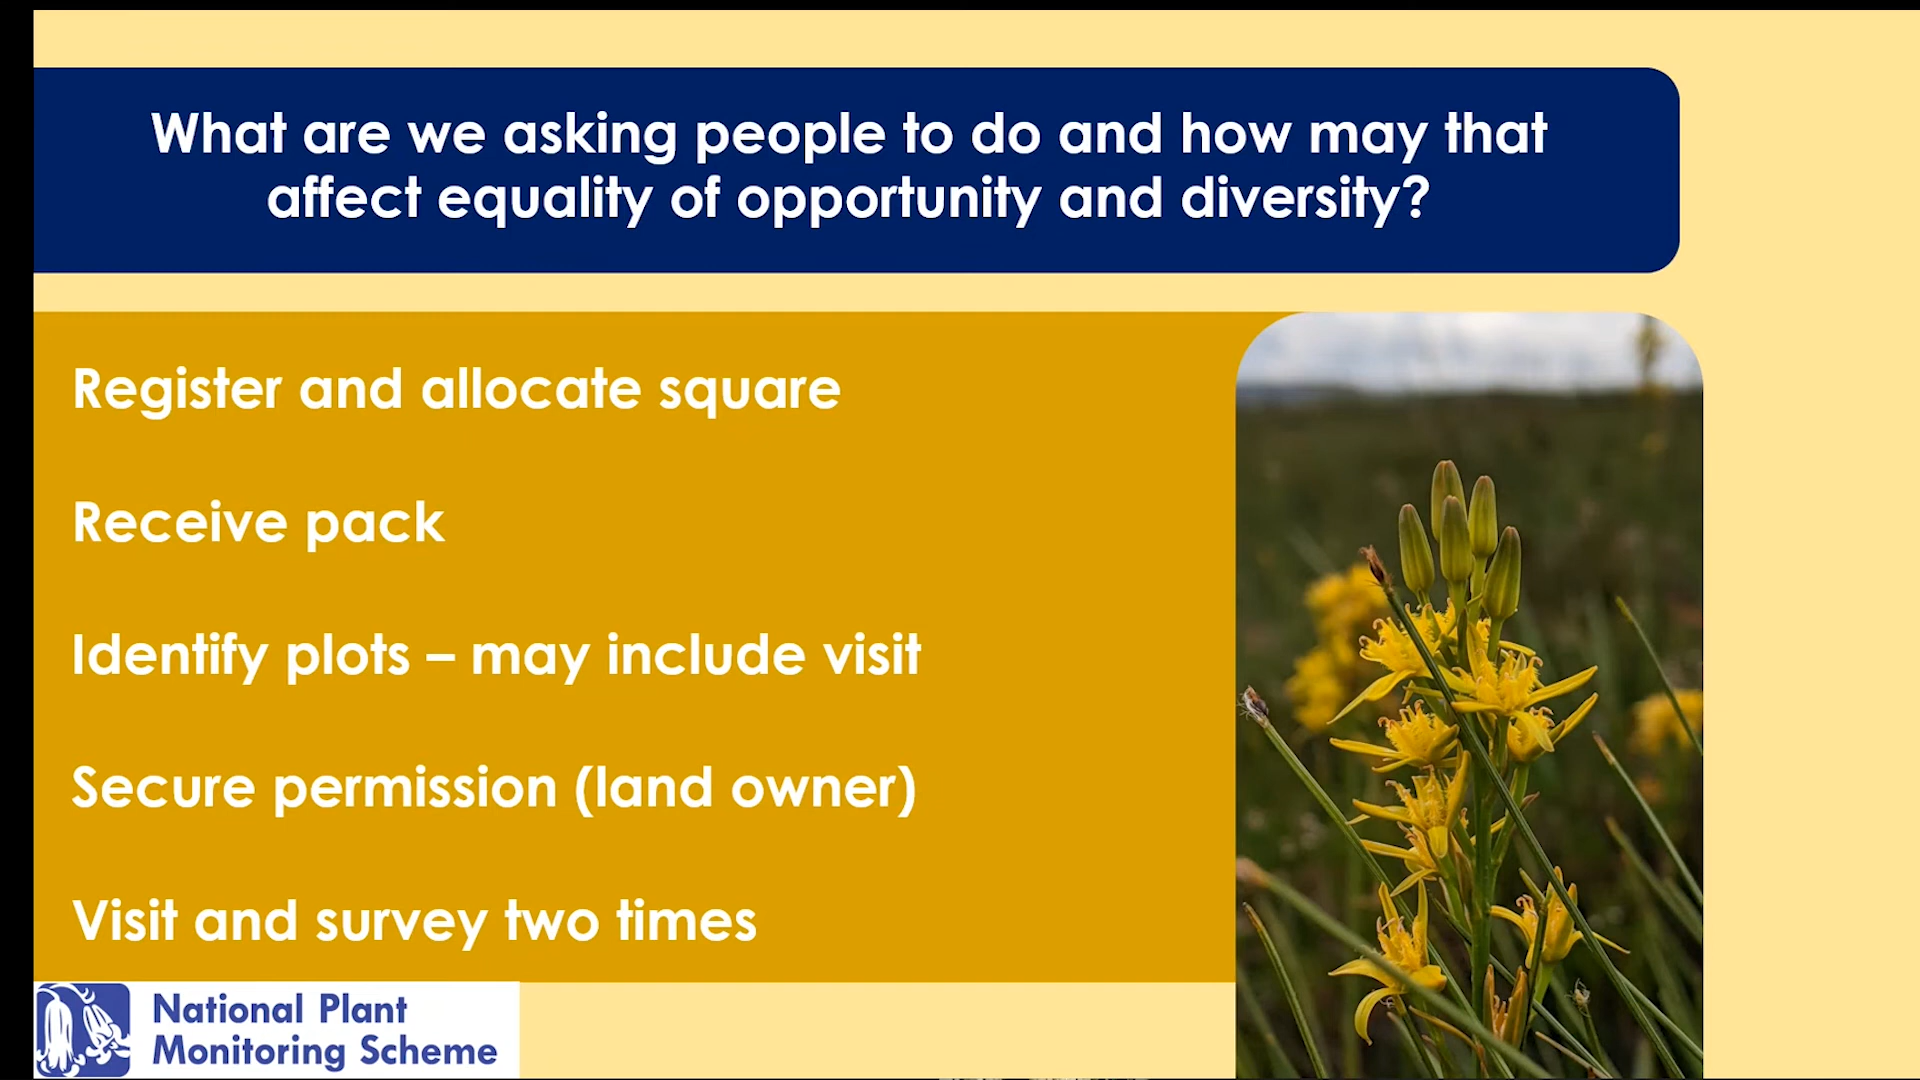 What are we asking people to do and how may that
affect equality of opportunity and diversity?
Register and allocate square
Receive pack
Identify plots – may include visit
Secure permission (land owner)
Visit and survey two times
National Plant
Monitoring Scheme